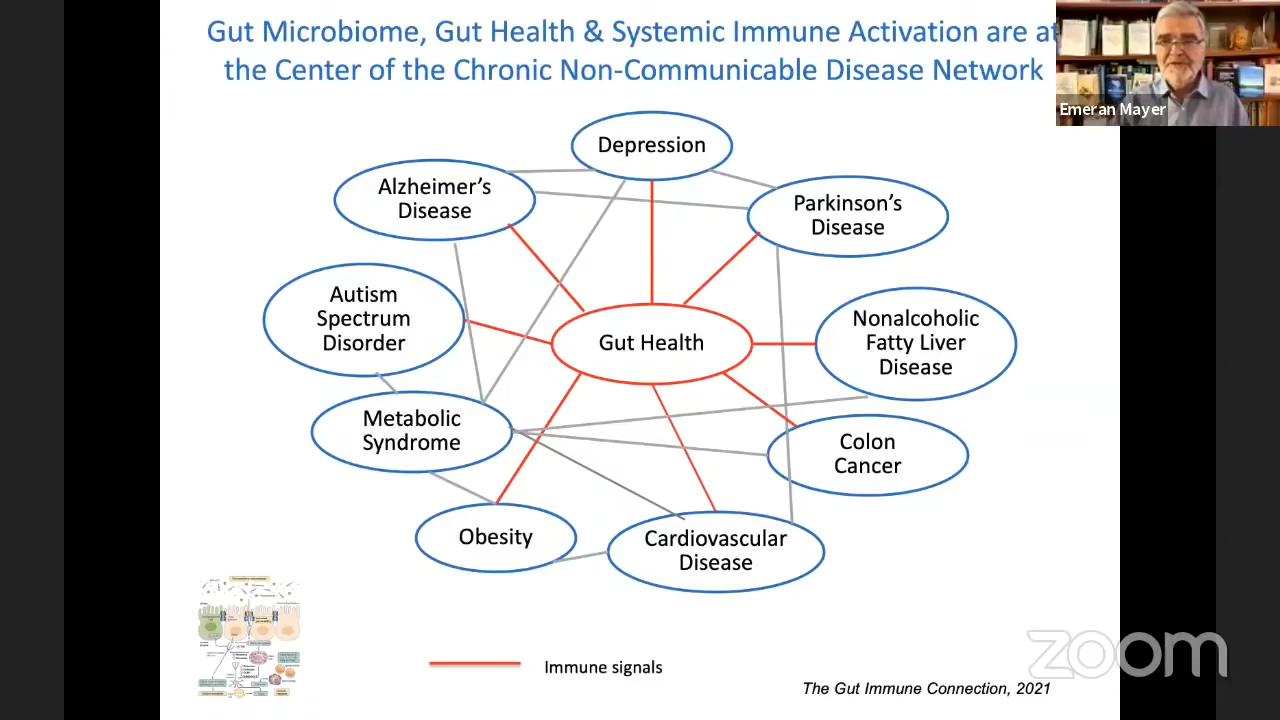 Gut Microbiome, Gut Health & Systemic Immune Activation are at
the Center of the Chronic Non-Communicable Disease Network
Emeran Mayer
Depression
Alzheimer's
Disease
Parkinson's
Disease
Autism
Spectrum
Disorder
Gut Health
Nonalcoholic
Fatty Liver
Disease
Metabolic
Syndrome
Colon
Cancer
Obesity
Cardiovascular
Disease
Immune signals
zoom
The Gut Immune Connection, 2021